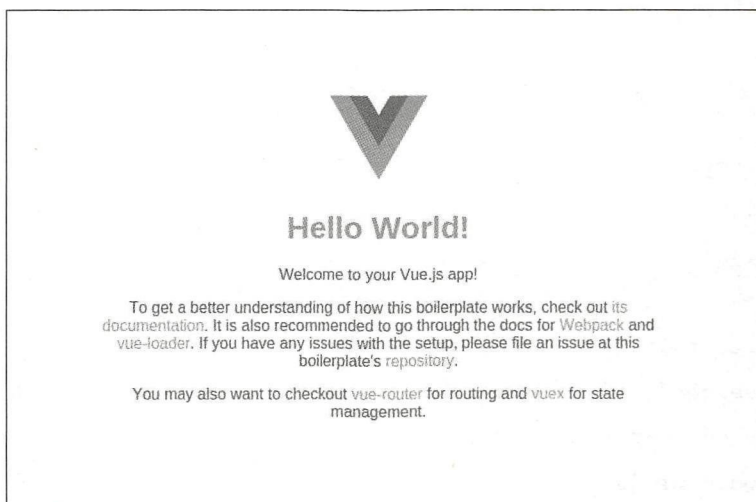 Hello World!
Welcome to your Vue.js app!
To get a better understanding of how this boilerplate works, check out its
documentation. It is also recommended to go through the docs for Webpack and
vue-loader. If you have any issues with the setup, please file an issue at this
boilerplate's repository.
You may also want to checkout vue-router for routing and vuex for state
management.